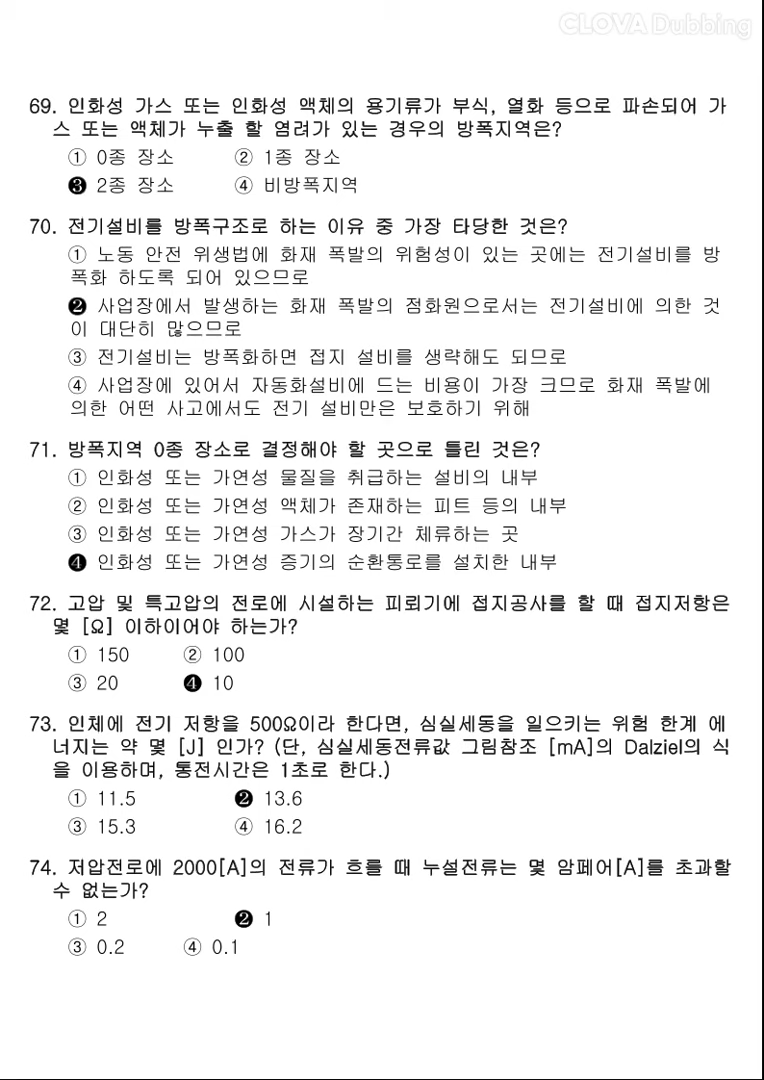 CLOVA Dubbing
69. 인화성 가스 또는 인화성 액체의 용기류가 부식, 열화 등으로 파손되어 가
스 또는 액체가 누출 할 염려가 있는 경우의 방폭지역은?
① 0종 장소 ② 1종 장소
❸ 2종 장소 ④ 비방폭지역
70. 전기설비를 방폭구조로 하는 이유 중 가장 타당한 것은?
① 노동 안전 위생법에 화재 폭발의 위험성이 있는 곳에는 전기설비를 방
폭화 하도록 되어 있으므로
❷ 사업장에서 발생하는 화재 폭발의 점화원으로서는 전기설비에 의한 것
이 대단히 많으므로
③ 전기설비는 방폭화하면 접지 설비를 생략해도 되므로
④ 사업장에 있어서 자동화설비에 드는 비용이 가장 크므로 화재 폭발에
의한 어떤 사고에서도 전기 설비만은 보호하기 위해
71. 방폭지역 0종 장소로 결정해야 할 곳으로 틀린 것은?
① 인화성 또는 가연성 물질을 취급하는 설비의 내부
② 인화성 또는 가연성 액체가 존재하는 피트 등의 내부
③ 인화성 또는 가연성 가스가 장기간 체류하는 곳
❹ 인화성 또는 가연성 증기의 순환통로를 설치한 내부
72. 고압 및 특고압의 전로에 시설하는 피뢰기에 접지공사를 할 때 접지저항은
몇 [Ω] 이하이어야 하는가?
① 150 ② 100
③ 20 ❹ 10
73. 인체에 전기 저항을 500Ω이라 한다면, 심실세동을 일으키는 위험 한계 에
너지는 약 몇 [J] 인가? (단, 심실세동전류값 그림참조 [mA]의 Dalziel의 식
을 이용하며, 통전시간은 1초로 한다.)
① 11.5 ❷ 13.6
③ 15.3 ④ 16.2
74. 저압전로에 2000[A]의 전류가 흐를 때 누설전류는 몇 암페어[A]를 초과할
수 없는가?
① 2 ❷ 1
③ 0.2 ④ 0.1